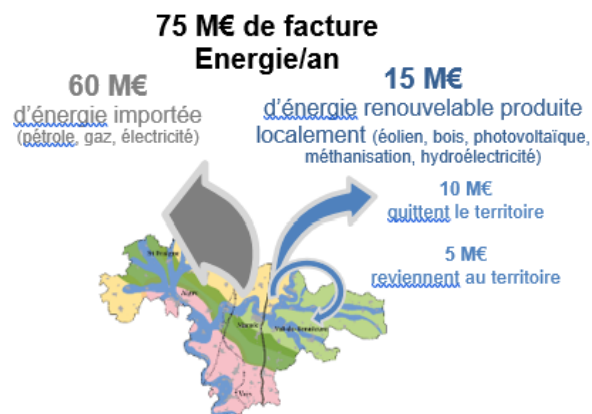 75 M€ de facture
Energie/an
60 M€
d'énergie importée
(pétrole, gaz, électricité)
15 M€
d'énergie renouvelable produite
localement (éolien, bois, photovoltaïque,
méthanisation, hydroélectricité)
10 M€
quittent le territoire
5 M€
reviennent au territoire